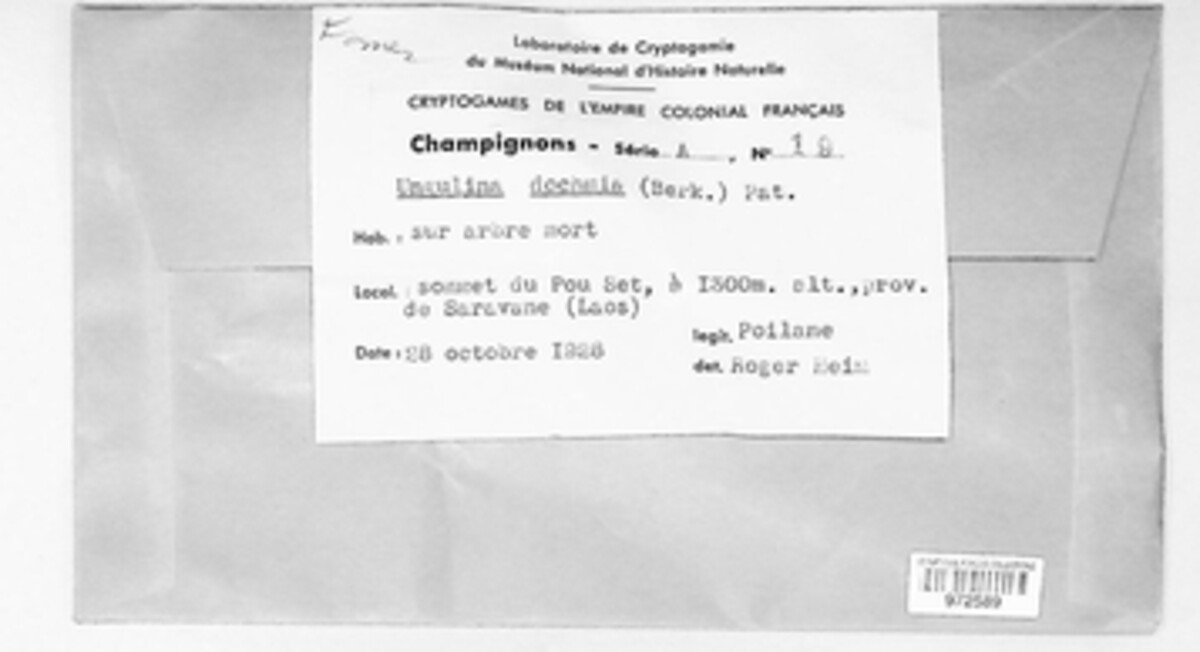 Laboratoire de Cryptogamie
du Muséum National d'Histoire Naturelle
CRYPTOGAMES DE L'EMPIRE COLONIAL FRANÇAIS
Champignons - Série A , N° 19
Ungulina dochmia (Berk.) Pat.
Hab. : sur arbre mort
Local. : sommet du Pou Set, à 1300m. alt., prov.
de Saravane (Laos)
legit. Poilane
Date : 28 octobre 1928
det. Roger Heim
972589